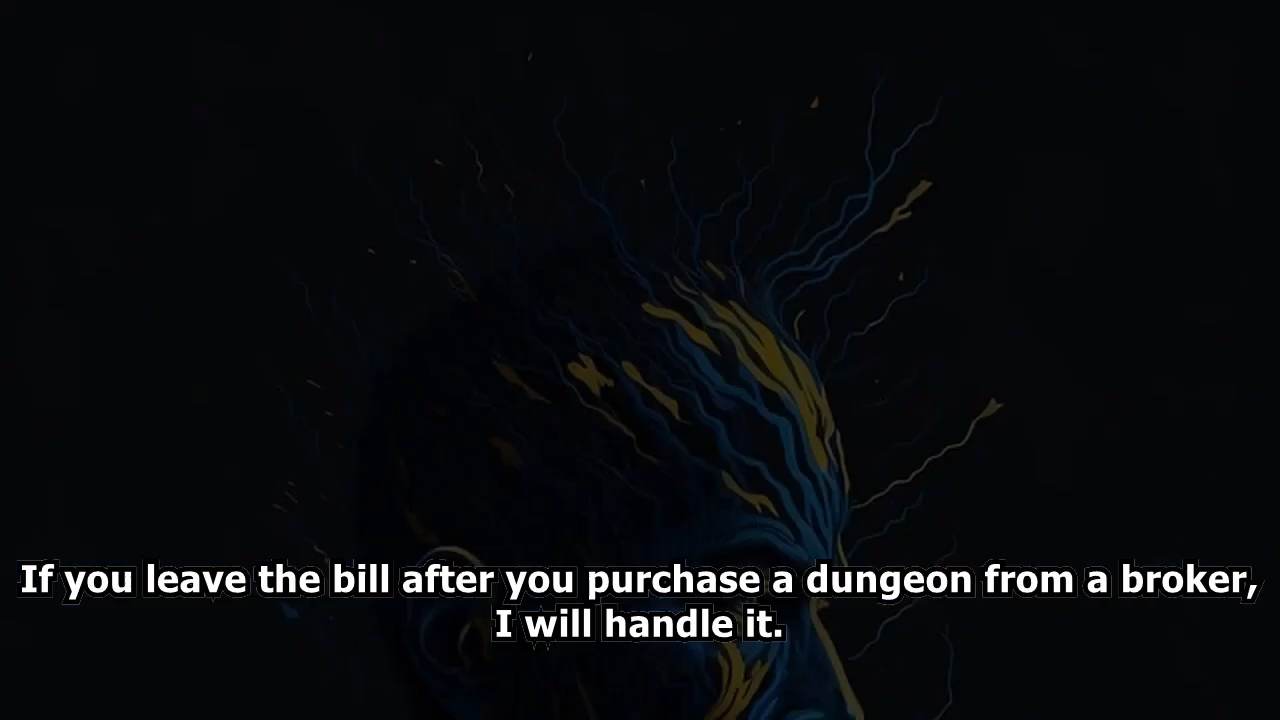 If you leave the bill after you purchase a dungeon from a broker,
I will handle it.